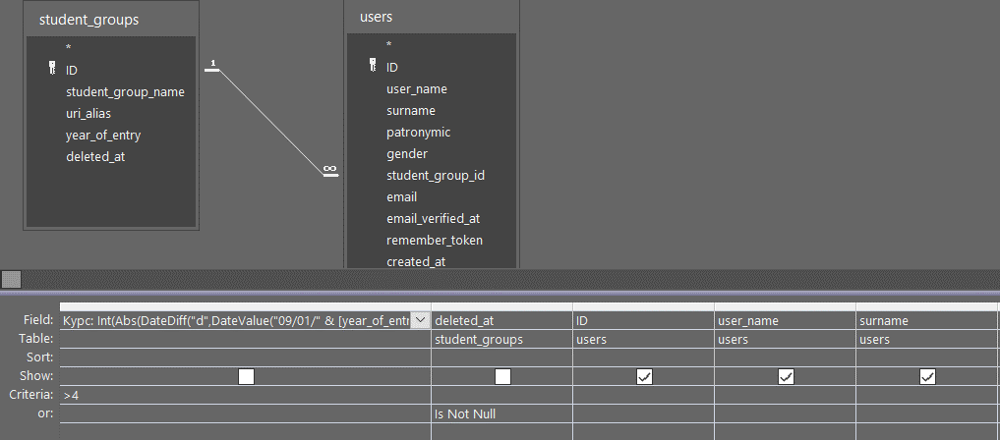 student_groups
*
ID
student_group_name
uri_alias
year_of_entry
deleted_at
1
∞
users
*
ID
user_name
surname
patronymic
gender
student_group_id
email
email_verified_at
remember_token
created_at
Field: Курс: Int(Abs(DateDiff("d",DateValue("09/01/" & [year_of_entr deleted_at ID user_name surname
Table: student_groups users users users
Sort:
Show:
Criteria: >4
or: Is Not Null